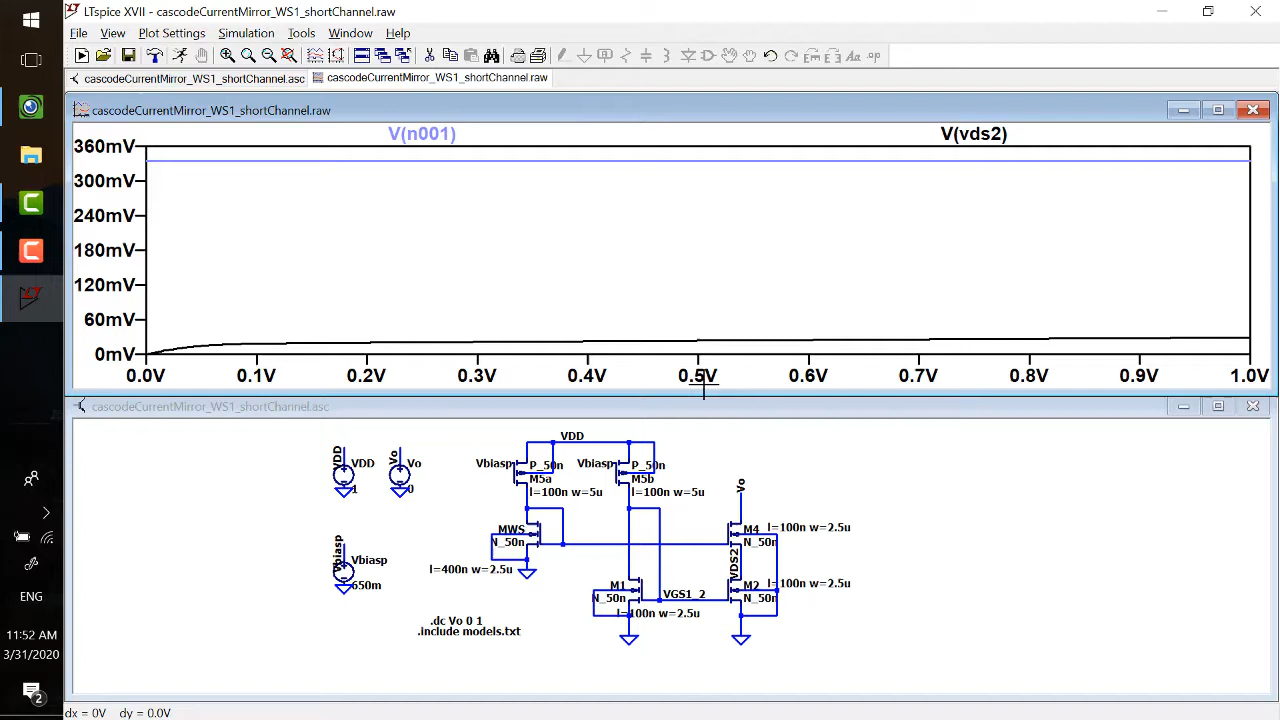 LTspice XVII - cascodeCurrentMirror_WS1_shortChannel.raw
File View Plot Settings Simulation Tools Window Help
cascodeCurrentMirror_WS1_shortChannel.asc cascodeCurrentMirror_WS1_shortChannel.raw
cascodeCurrentMirror_WS1_shortChannel.raw
V(n001) V(vds2)
360mV
300mV
240mV
180mV
120mV
60mV
0mV
0.0V 0.1V 0.2V 0.3V 0.4V 0.5V 0.6V 0.7V 0.8V 0.9V 1.0V
cascodeCurrentMirror_WS1_shortChannel.asc
VDD
VDD
VDD
1
Vo
Vo
0
Vbiasp
P_50n
M5a
l=100n w=5u
Vbiasp
P_50n
M5b
l=100n w=5u
Vo
MWS
N_50n
l=400n w=2.5u
M4
N_50n
l=100n w=2.5u
VDS2
Vbiasp
Vbiasp
650m
M1
N_50n
l=100n w=2.5u
VGS1_2
M2
N_50n
l=100n w=2.5u
.dc Vo 0 1
.include models.txt
ENG
11:52 AM
3/31/2020
2
dx = 0V dy = 0.0V